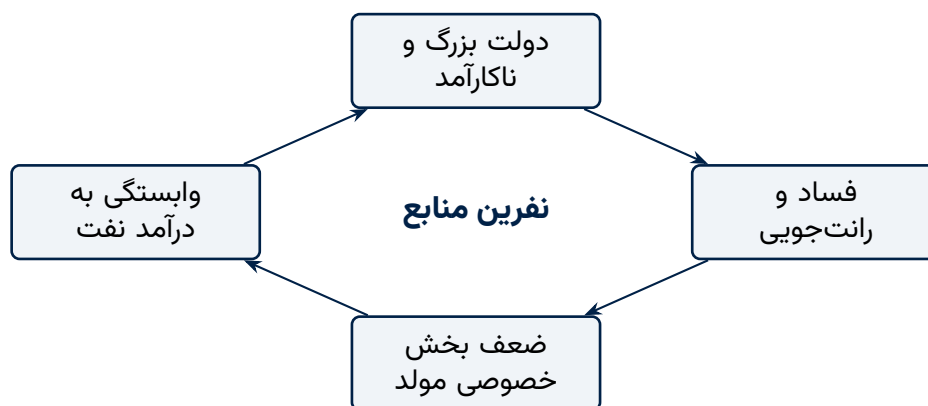 دولت بزرگ و
ناکارآمد
فساد و
رانت‌جویی
نفرین منابع
وابستگی به
درآمد نفت
ضعف بخش
خصوصی مولد